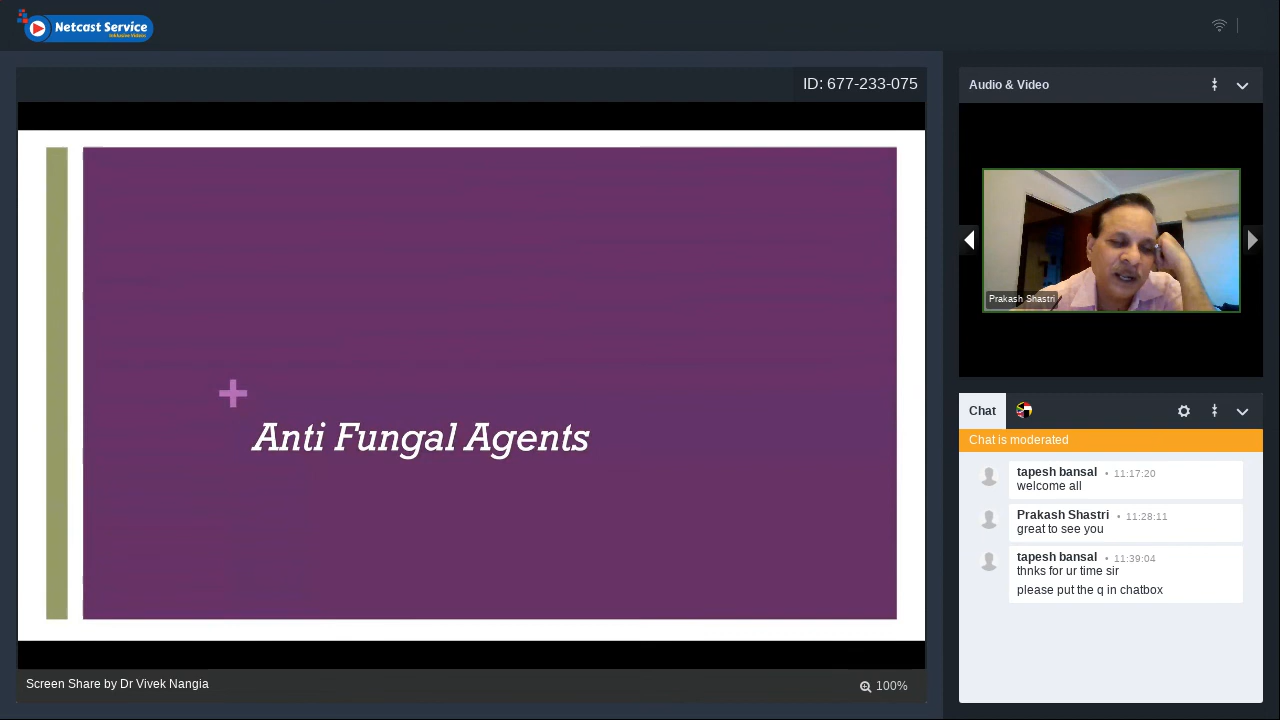 Netcast Service
ID: 677-233-075
Audio & Video
Anti Fungal Agents
Prakash Shastri
Chat
Chat is moderated
tapesh bansal • 11:17:20
welcome all
Prakash Shastri • 11:28:11
great to see you
tapesh bansal • 11:39:04
thnks for ur time sir
please put the q in chatbox
Screen Share by Dr Vivek Nangia
100%